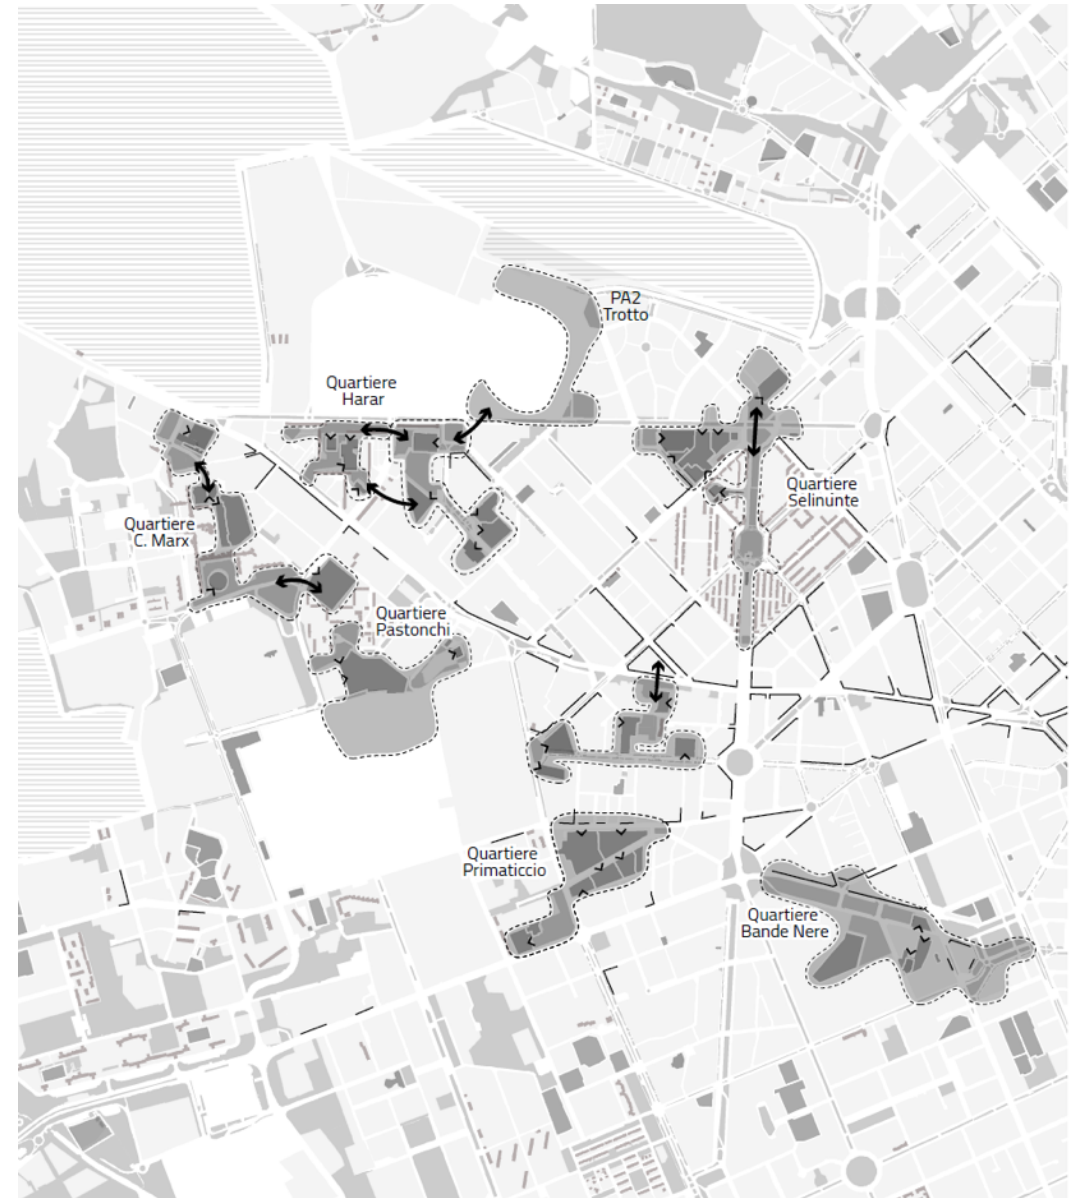 PA2
Trotto
Quartiere
Harar
Quartiere
Selinunte
Quartiere
C. Marx
Quartiere
Pastonchi
Quartiere
Primaticcio
Quartiere
Bande Nere